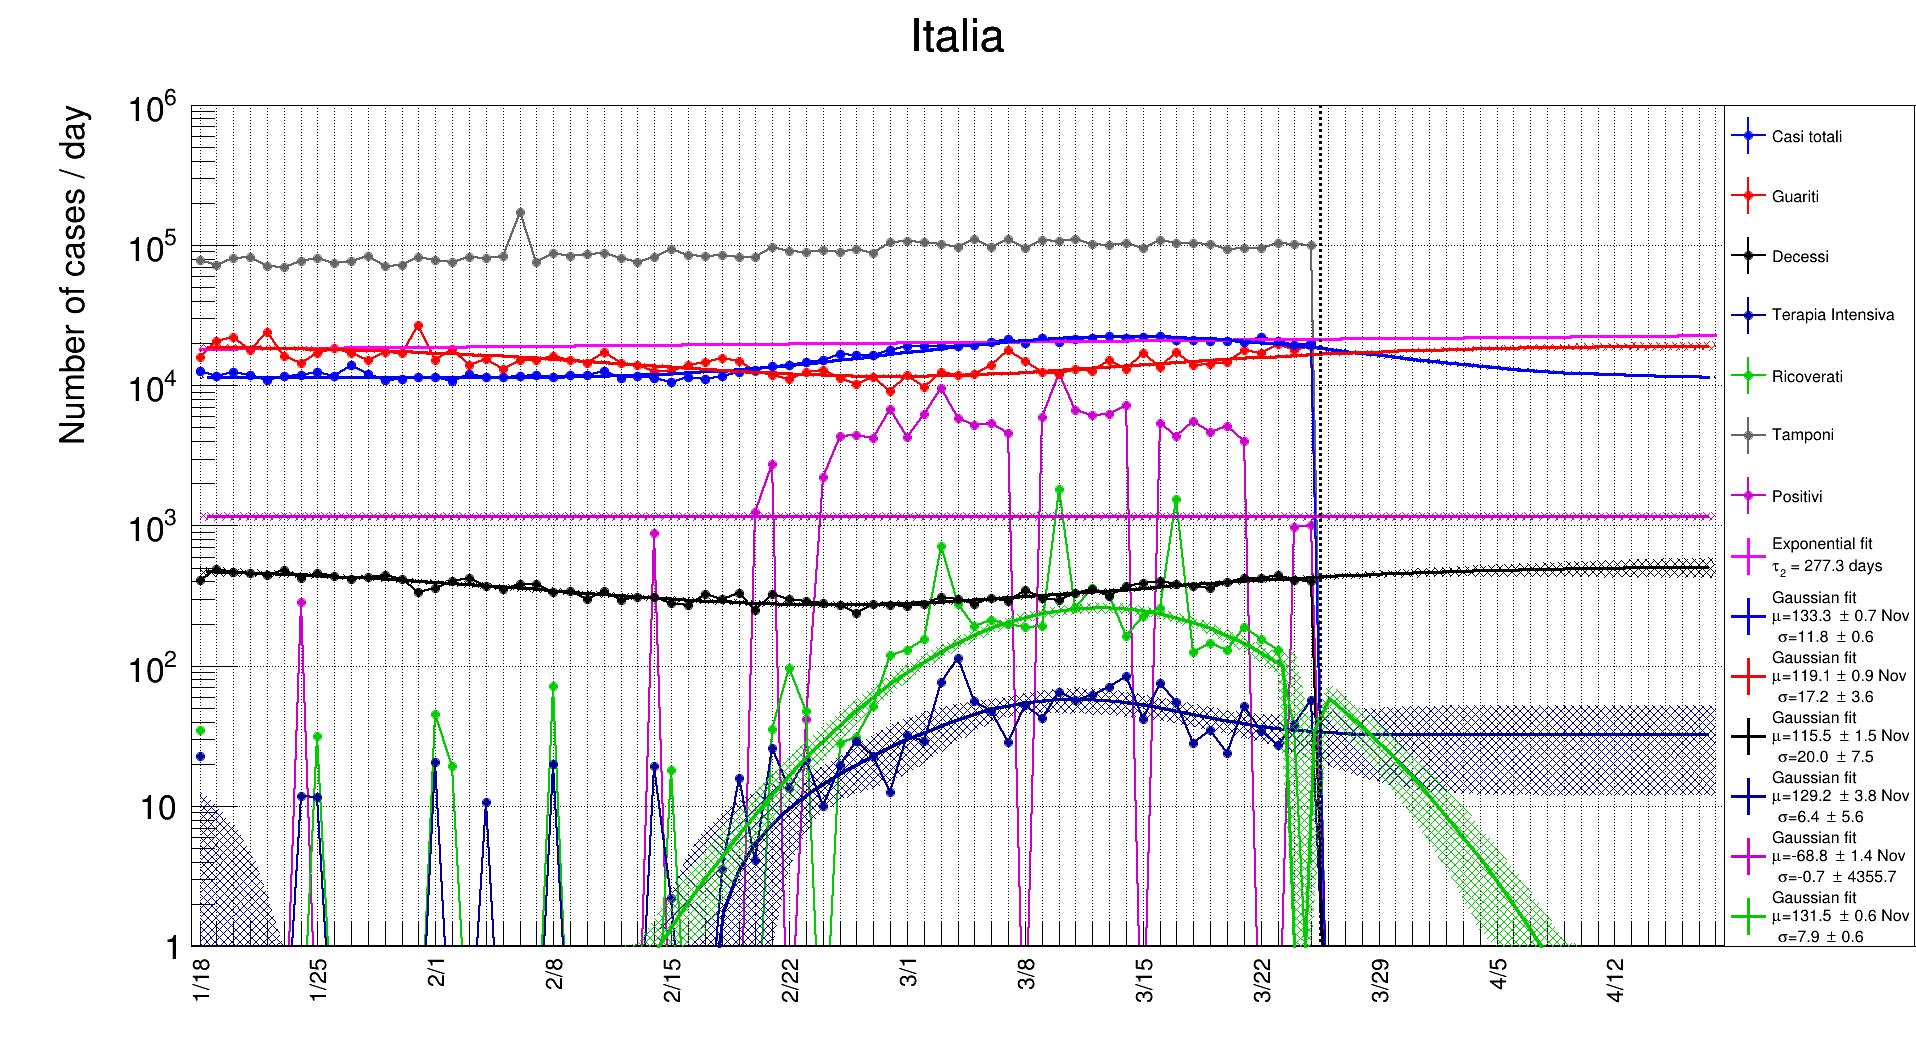 Italia
Number of cases / day
10^6
10^5
10^4
10^3
10^2
10
1
1/18
1/25
2/1
2/8
2/15
2/22
3/1
3/8
3/15
3/22
3/29
4/5
4/12
Casi totali
Guariti
Decessi
Terapia Intensiva
Ricoverati
Tamponi
Positivi
Exponential fit
τ₂ = 277.3 days
Gaussian fit
μ=133.3 ± 0.7 Nov
σ=11.8 ± 0.6
Gaussian fit
μ=119.1 ± 0.9 Nov
σ=17.2 ± 3.6
Gaussian fit
μ=115.5 ± 1.5 Nov
σ=20.0 ± 7.5
Gaussian fit
μ=129.2 ± 3.8 Nov
σ=6.4 ± 5.6
Gaussian fit
μ=-68.8 ± 1.4 Nov
σ=-0.7 ± 4355.7
Gaussian fit
μ=131.5 ± 0.6 Nov
σ=7.9 ± 0.6